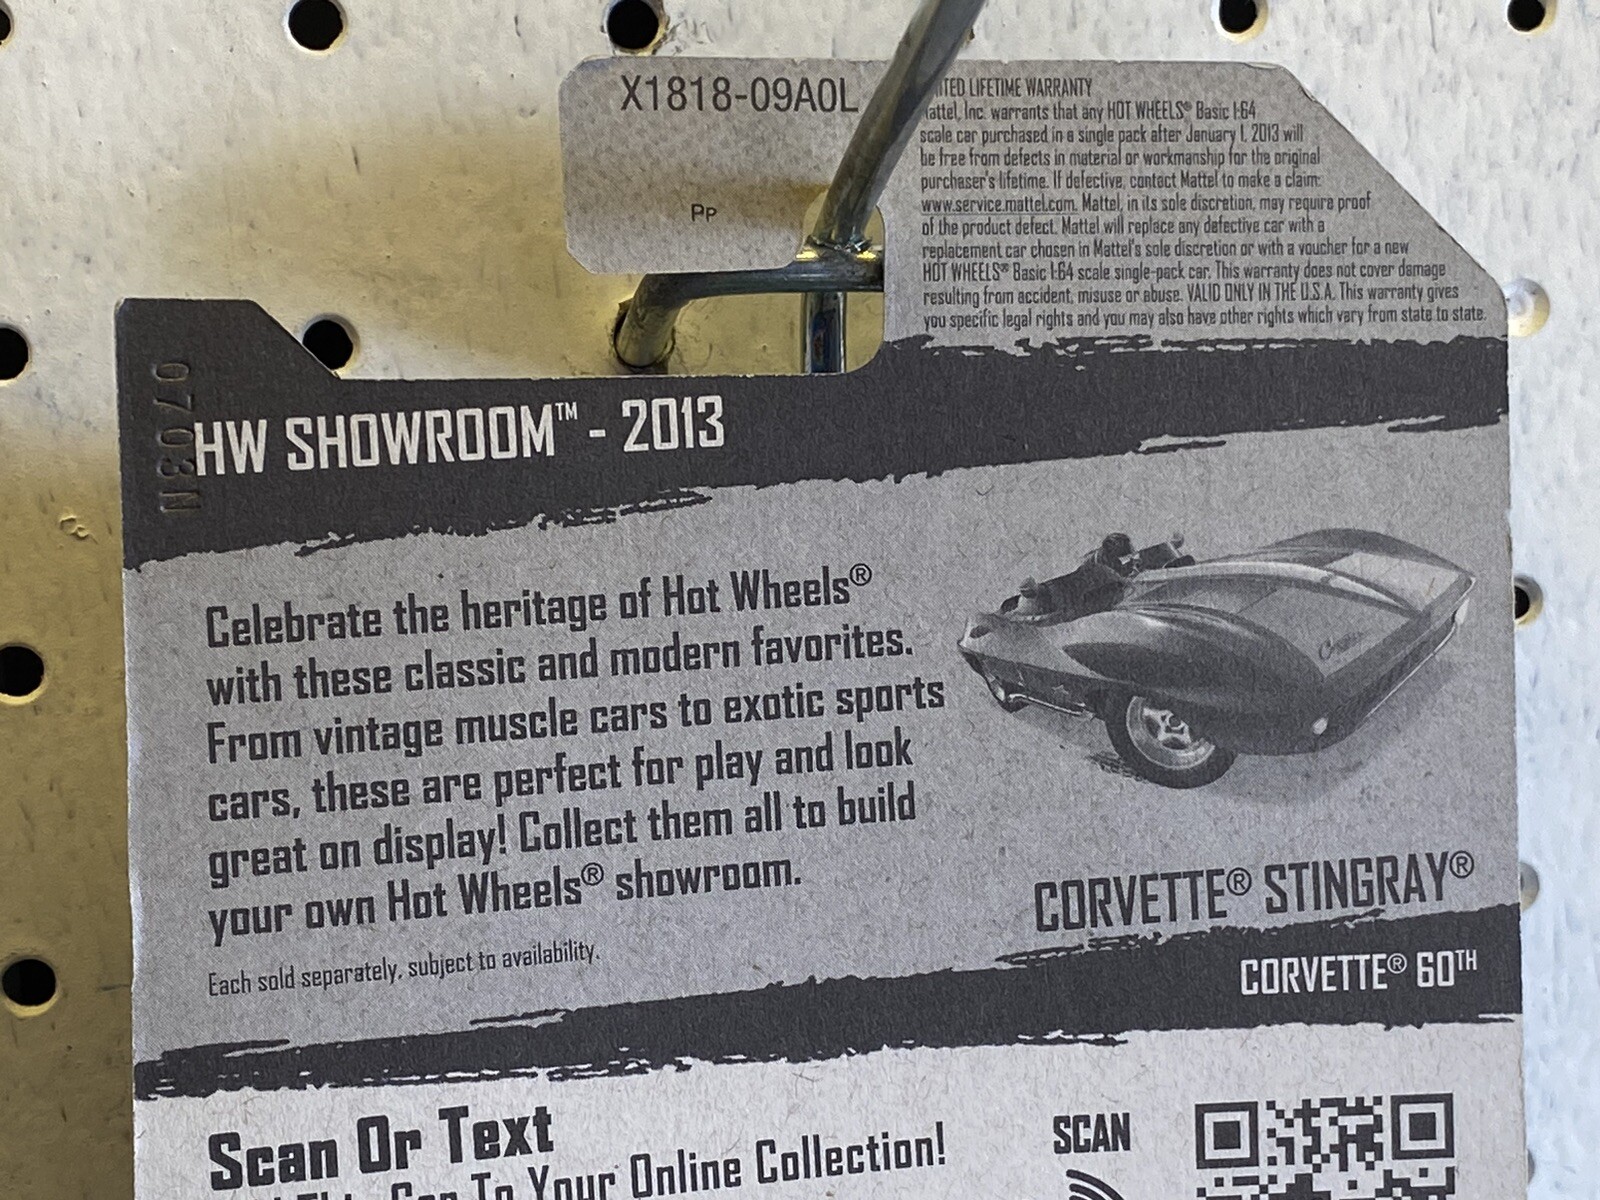 X1818-09A0L
Pp
LIFETIME WARRANTY
Mattel, Inc. warrants that any HOT WHEELS® Basic 1:64
scale car purchased in a single pack after January 1, 2013 will
be free from defects in material or workmanship for the original
purchaser's lifetime. If defective, contact Mattel to make a claim:
www.service.mattel.com. Mattel, in its sole discretion, may require proof
of the product defect. Mattel will replace any defective car with a
replacement car chosen in Mattel's sole discretion or with a voucher for a new
HOT WHEELS® Basic 1:64 scale single-pack car. This warranty does not cover damage
resulting from accident, misuse or abuse. VALID ONLY IN THE U.S.A. This warranty gives
you specific legal rights and you may also have other rights which vary from state to state.
0703N
HW SHOWROOM™ - 2013
Celebrate the heritage of Hot Wheels®
with these classic and modern favorites.
From vintage muscle cars to exotic sports
cars, these are perfect for play and look
great on display! Collect them all to build
your own Hot Wheels® showroom.
Each sold separately, subject to availability.
CORVETTE® STINGRAY®
CORVETTE® 60TH
Scan Or Text
This Car To Your Online Collection!
SCAN